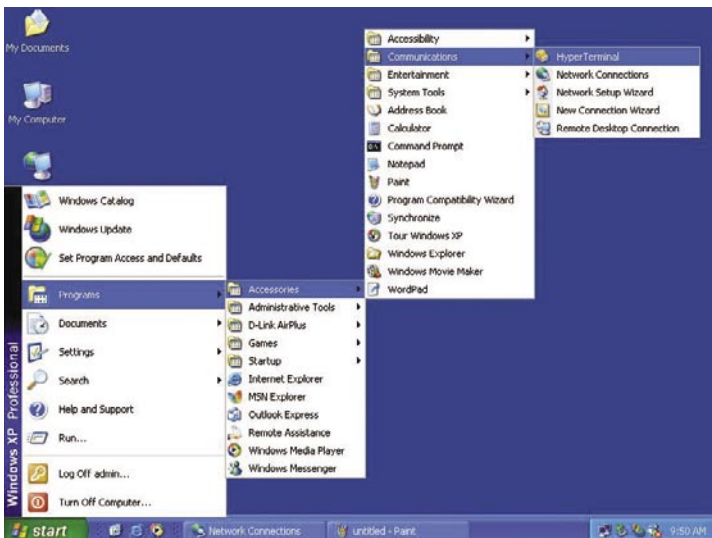 My Documents
My Computer
Windows Catalog
Windows Update
Set Program Access and Defaults
Programs
Documents
Settings
Search
Help and Support
Run...
Log Off admin...
Turn Off Computer...
Windows XP Professional
Accessories
Administrative Tools
D-Link AirPlus
Games
Startup
Internet Explorer
MSN Explorer
Outlook Express
Remote Assistance
Windows Media Player
Windows Messenger
Accessibility
Communications
Entertainment
System Tools
Address Book
Calculator
Command Prompt
Notepad
Paint
Program Compatibility Wizard
Synchronize
Tour Windows XP
Windows Explorer
Windows Movie Maker
WordPad
HyperTerminal
Network Connections
Network Setup Wizard
New Connection Wizard
Remote Desktop Connection
start
Network Connections
untitled - Paint
9:50 AM